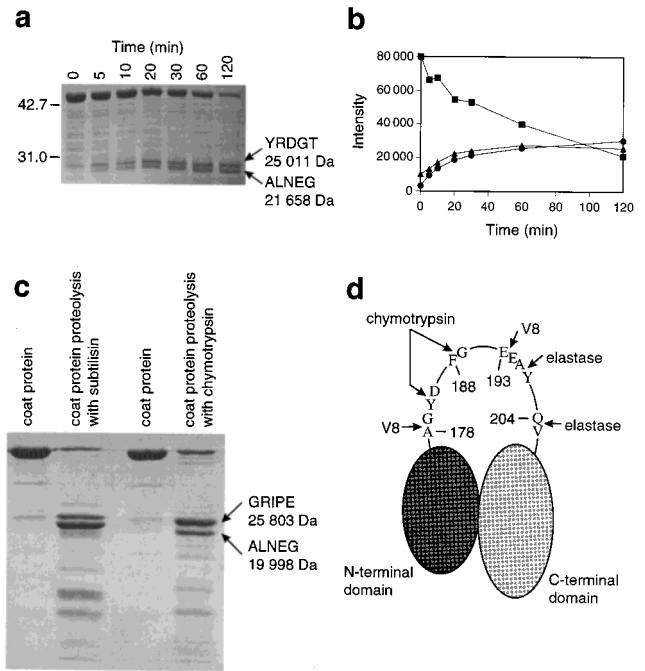 a
Time (min)
0 5 10 20 30 60 120
42.7
31.0
YRDGT
25 011 Da
ALNEG
21 658 Da
b
80 000
60 000
40 000
20 000
0
Intensity
0 20 40 60 80 100 120
Time (min)
c
coat protein
coat protein proteolysis
with subtilisin
coat protein
coat protein proteolysis
with chymotrypsin
GRIPE
25 803 Da
ALNEG
19 998 Da
d
chymotrypsin
V8
G
F
E
E
A
Y
elastase
188
193
D
Y
G
A
V8
178
204
Q
V
elastase
N-terminal
domain
C-terminal
domain